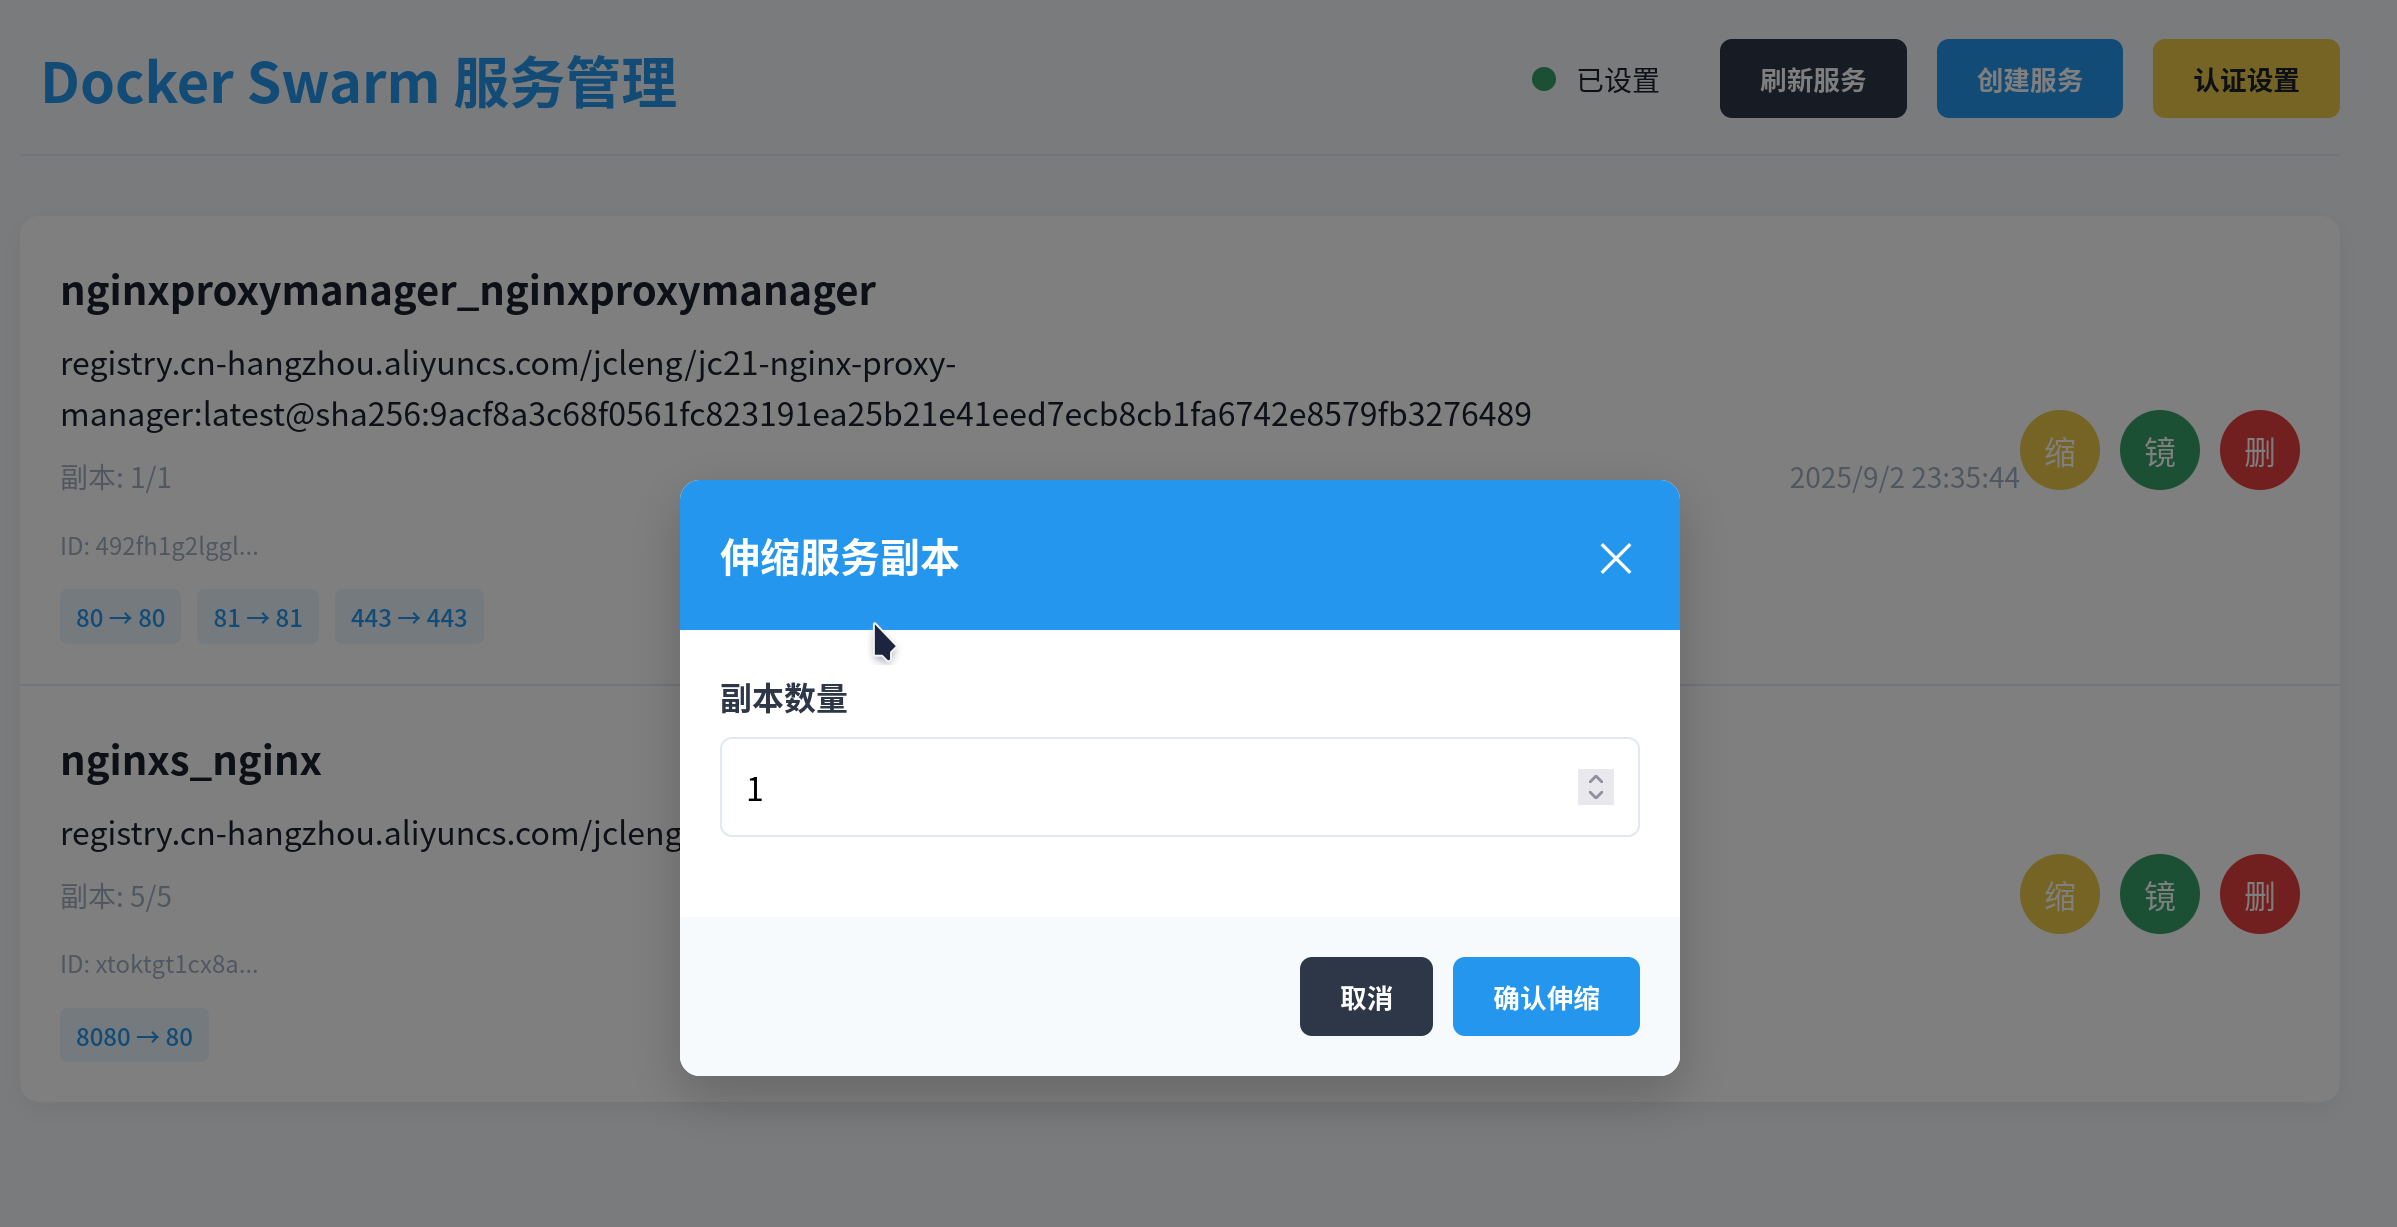 Docker Swarm 服务管理
已设置
刷新服务
创建服务
认证设置
nginxproxymanager_nginxproxymanager
registry.cn-hangzhou.aliyuncs.com/jcleng/jc21-nginx-proxy-
manager:latest@sha256:9acf8a3c68f0561fc823191ea25b21e41eed7ecb8cb1fa6742e8579fb3276489
副本: 1/1
2025/9/2 23:35:44
缩
镜
删
ID: 492fh1g2lggl...
80 → 80
81 → 81
443 → 443
nginxs_nginx
registry.cn-hangzhou.aliyuncs.com/jcleng
副本: 5/5
缩
镜
删
ID: xtoktgt1cx8a...
8080 → 80
伸缩服务副本
副本数量
1
取消
确认伸缩